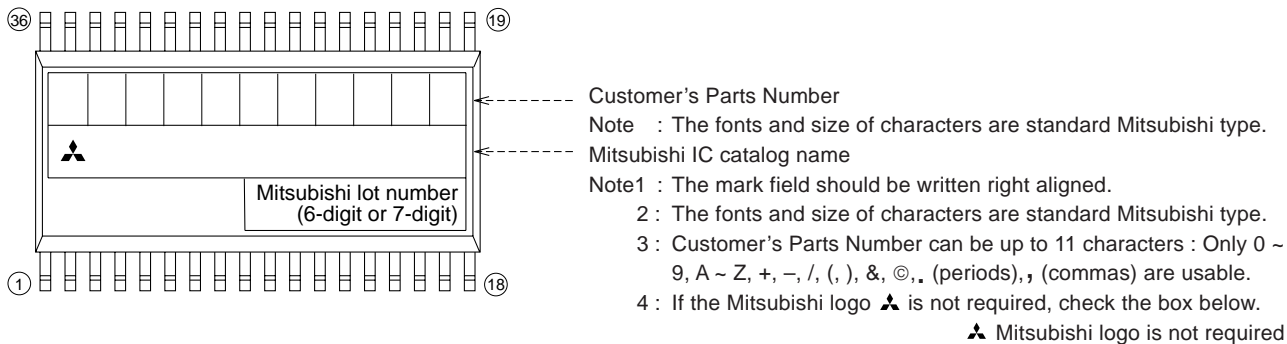 36 19
Customer's Parts Number
Note : The fonts and size of characters are standard Mitsubishi type.
Mitsubishi IC catalog name
Note1 : The mark field should be written right aligned.
2 : The fonts and size of characters are standard Mitsubishi type.
3 : Customer's Parts Number can be up to 11 characters : Only 0 ~
9, A ~ Z, +, –, /, (, ), &, ©, . (periods), , (commas) are usable.
4 : If the Mitsubishi logo is not required, check the box below.
Mitsubishi logo is not required
Mitsubishi lot number
(6-digit or 7-digit)
1 18